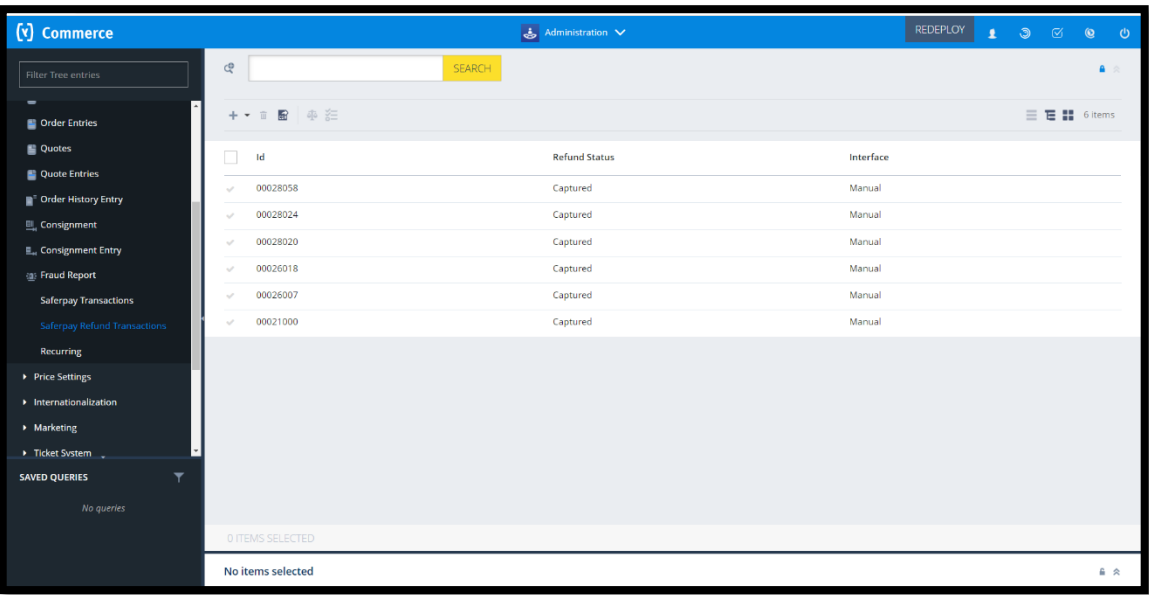 [y] Commerce
Administration
REDEPLOY
Filter Tree entries
SEARCH
Order Entries
Quotes
Quote Entries
Order History Entry
Consignment
Consignment Entry
Fraud Report
Saferpay Transactions
Saferpay Refund Transactions
Recurring
Price Settings
Internationalization
Marketing
Ticket System
SAVED QUERIES
No queries
6 items
Id Refund Status Interface
00028058 Captured Manual
00028024 Captured Manual
00028020 Captured Manual
00026018 Captured Manual
00026007 Captured Manual
00021000 Captured Manual
0 ITEMS SELECTED
No items selected